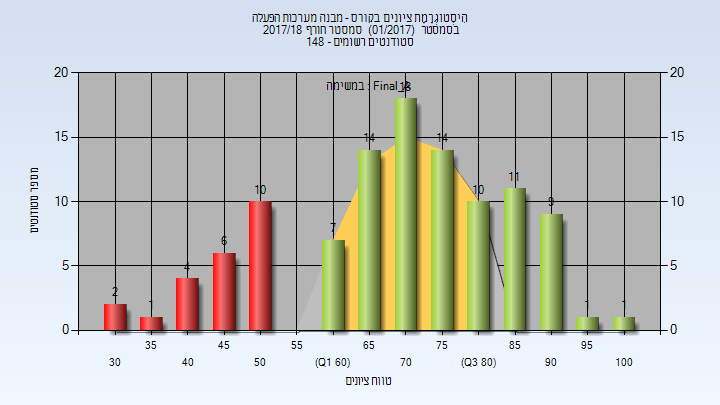 היסטוגרמת ציונים בקורס - מבנה מערכות הפעלה
בסמסטר (01/2017) סמסטר חורף 2017/18
סטודנטים רשומים - 148
במשימה : Final_A
מספר סטודנטים
20 20
15 15
10 10
5 5
0 0
2 1 4 6 10 7 14 18 14 10 11 9 1 1
35 45 55 65 75 85 95
30 40 50 (Q1 60) 70 (Q3 80) 90 100
טווח ציונים